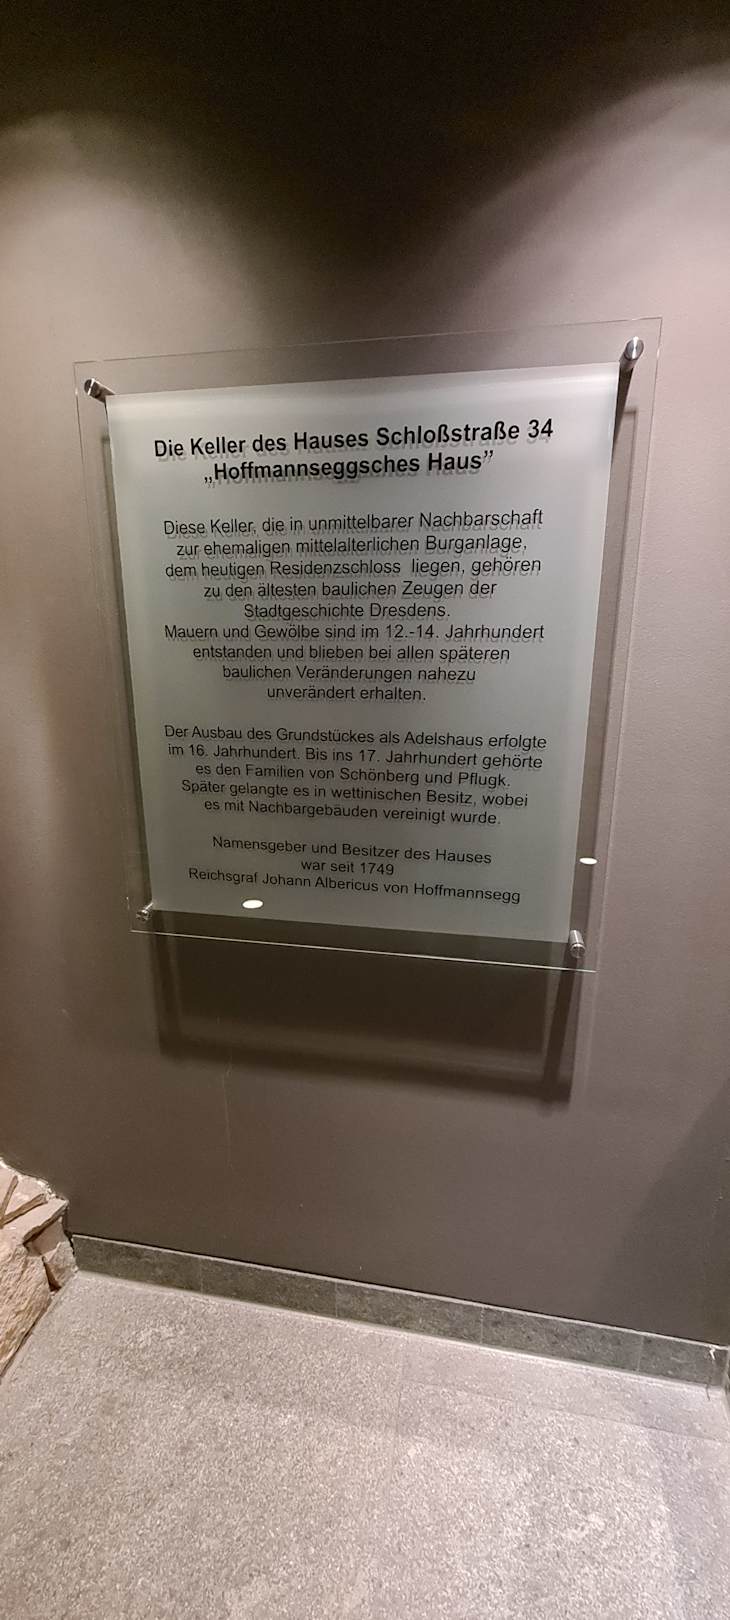 Die Keller des Hauses Schloßstraße 34
„Hoffmannseggsches Haus”
Diese Keller, die in unmittelbarer Nachbarschaft
zur ehemaligen mittelalterlichen Burganlage,
dem heutigen Residenzschloss liegen, gehören
zu den ältesten baulichen Zeugen der
Stadtgeschichte Dresdens.
Mauern und Gewölbe sind im 12.-14. Jahrhundert
entstanden und blieben bei allen späteren
baulichen Veränderungen nahezu
unverändert erhalten.
Der Ausbau des Grundstückes als Adelshaus erfolgte
im 16. Jahrhundert. Bis ins 17. Jahrhundert gehörte
es den Familien von Schönberg und Pflugk.
Später gelangte es in wettinischen Besitz, wobei
es mit Nachbargebäuden vereinigt wurde.
Namensgeber und Besitzer des Hauses
war seit 1749
Reichsgraf Johann Albericus von Hoffmannsegg